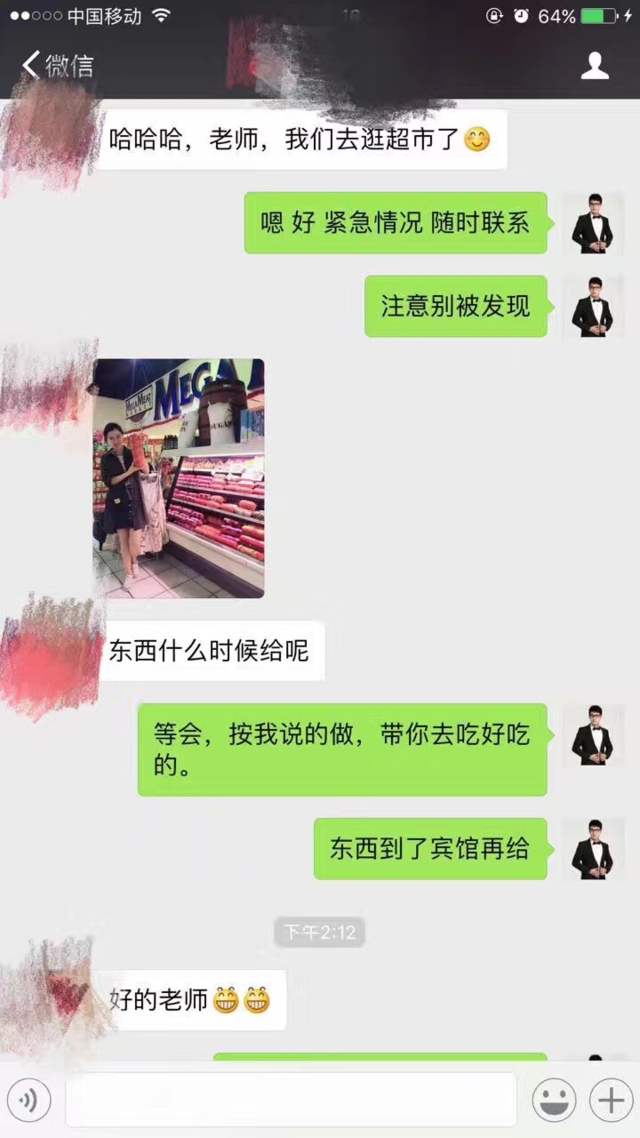 中国移动
64%
微信
哈哈哈，老师，我们去逛超市了😊
嗯 好 紧急情况 随时联系
注意别被发现
MEGA MEAT
MEGA
SUGAR
东西什么时候给呢
等会，按我说的做，带你去吃好吃
的。
东西到了宾馆再给
下午2:12
好的老师😁😁